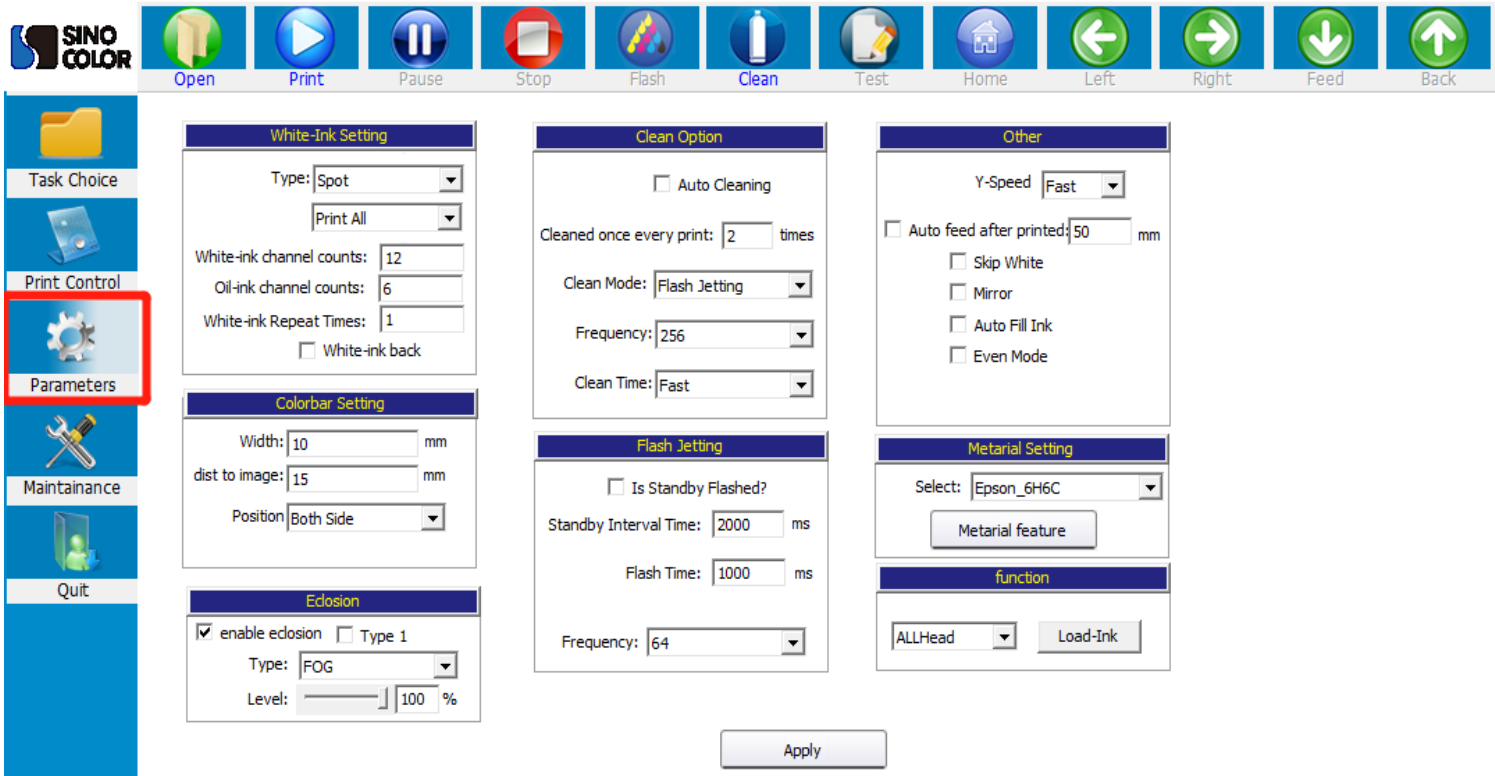 SINO
COLOR
Open Print Pause Stop Flash Clean Test Home Left Right Feed Back
Task Choice
Print Control
Parameters
Maintainance
Quit
White-Ink Setting
Type: Spot
Print All
White-ink channel counts: 12
Oil-ink channel counts: 6
White-ink Repeat Times: 1
White-ink back
Colorbar Setting
Width: 10 mm
dist to image: 15 mm
Position Both Side
Eclosion
enable eclosion Type 1
Type: FOG
Level: 100 %
Clean Option
Auto Cleaning
Cleaned once every print: 2 times
Clean Mode: Flash Jetting
Frequency: 256
Clean Time: Fast
Flash Jetting
Is Standby Flashed?
Standby Interval Time: 2000 ms
Flash Time: 1000 ms
Frequency: 64
Other
Y-Speed Fast
Auto feed after printed: 50 mm
Skip White
Mirror
Auto Fill Ink
Even Mode
Metarial Setting
Select: Epson_6H6C
Metarial feature
function
ALLHead Load-Ink
Apply